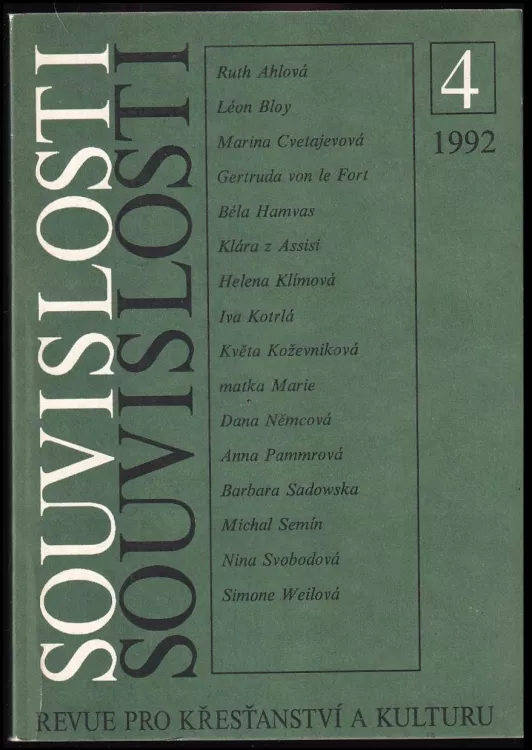 SOUVISLOSTI
SOUVISLOSTI
Ruth Ahlová
Léon Bloy
Marina Cvetajevová
Gertruda von le Fort
Béla Hamvas
Klára z Assisi
Helena Klímová
Iva Kotrlá
Květa Koževniková
matka Marie
Dana Němcová
Anna Pammrová
Barbara Sadowska
Michal Semín
Nina Svobodová
Simone Weilová
4
1992
REVUE PRO KŘESŤANSTVÍ A KULTURU